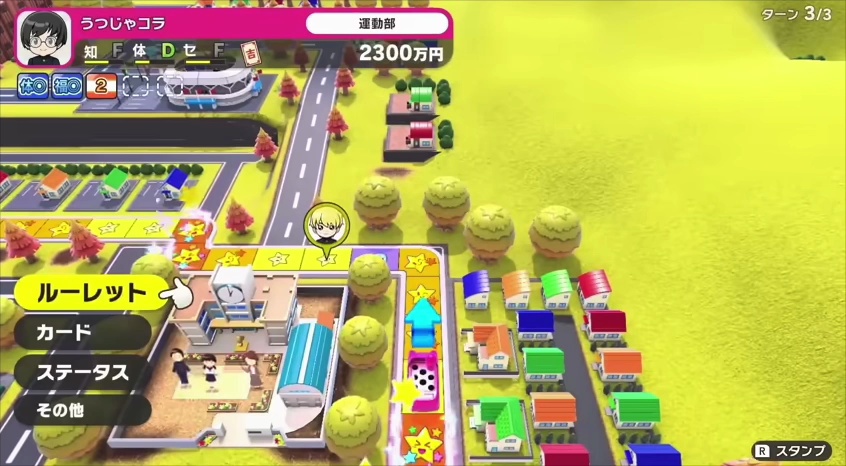 うつじゃコラ
運動部
ターン 3/3
知 F 体 D セ F 吉
2300万円
体◎ 福◎ 2
ルーレット
カード
ステータス
その他
R スタンプ